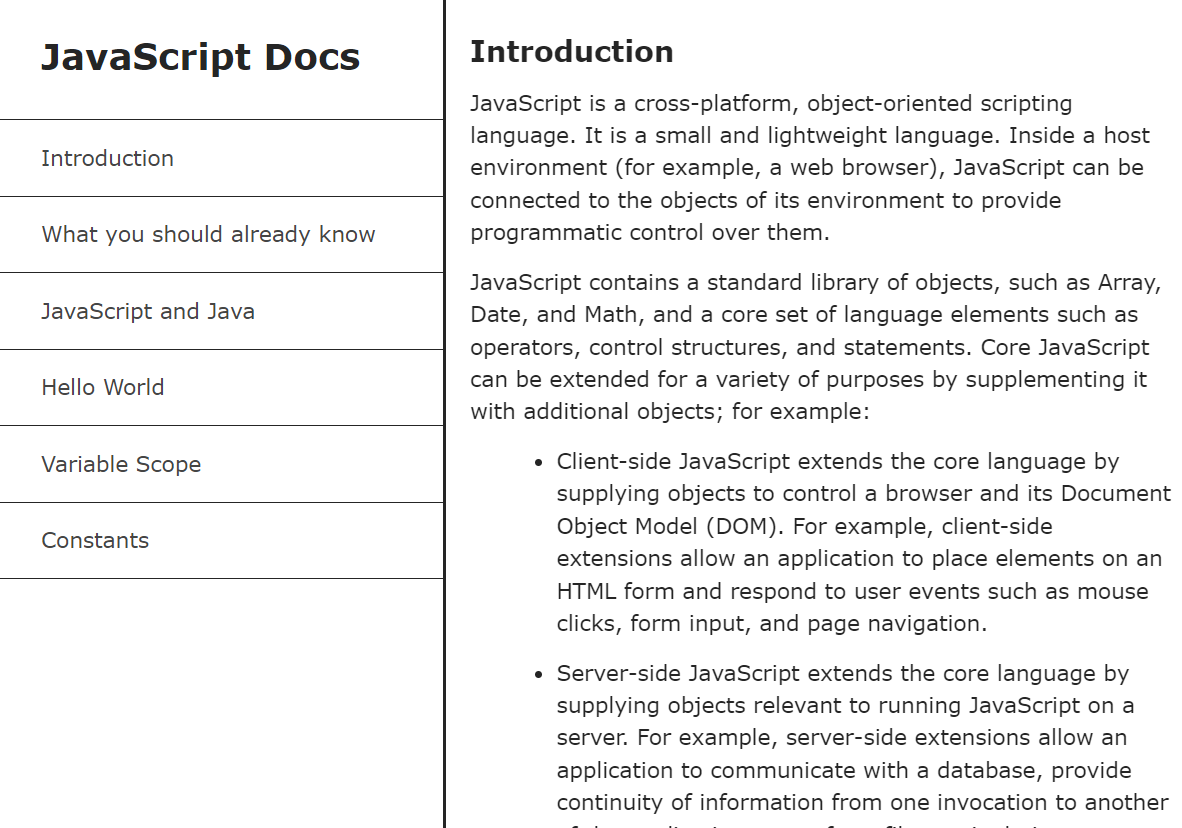 JavaScript Docs
Introduction
What you should already know
JavaScript and Java
Hello World
Variable Scope
Constants
Introduction
JavaScript is a cross-platform, object-oriented scripting
language. It is a small and lightweight language. Inside a host
environment (for example, a web browser), JavaScript can be
connected to the objects of its environment to provide
programmatic control over them.
JavaScript contains a standard library of objects, such as Array,
Date, and Math, and a core set of language elements such as
operators, control structures, and statements. Core JavaScript
can be extended for a variety of purposes by supplementing it
with additional objects; for example:
• Client-side JavaScript extends the core language by
supplying objects to control a browser and its Document
Object Model (DOM). For example, client-side
extensions allow an application to place elements on an
HTML form and respond to user events such as mouse
clicks, form input, and page navigation.
• Server-side JavaScript extends the core language by
supplying objects relevant to running JavaScript on a
server. For example, server-side extensions allow an
application to communicate with a database, provide
continuity of information from one invocation to another